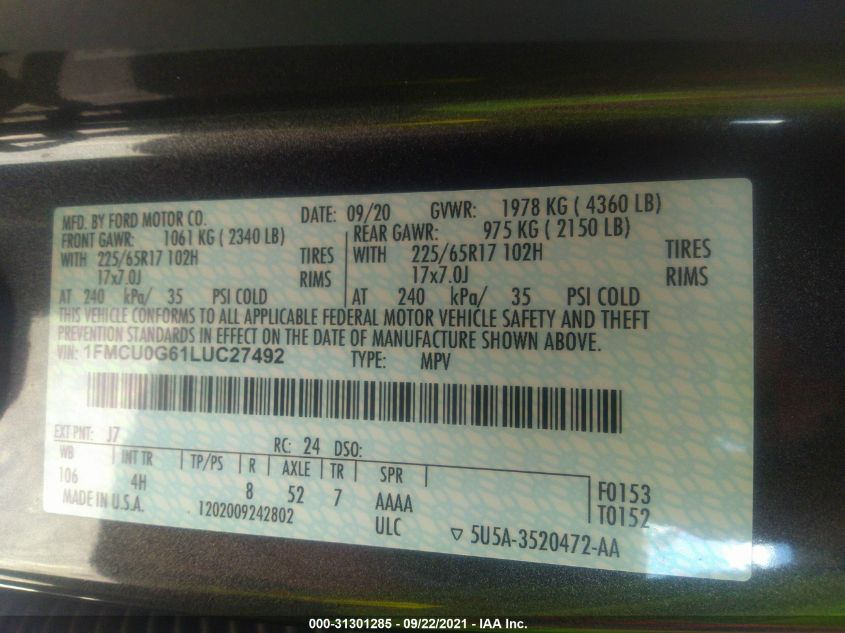 MFD. BY FORD MOTOR CO. DATE: 09/20 GVWR: 1978 KG ( 4360 LB)
FRONT GAWR: 1061 KG ( 2340 LB) REAR GAWR: 975 KG ( 2150 LB)
WITH 225/65R17 102H TIRES WITH 225/65R17 102H TIRES
17x7.0J RIMS 17x7.0J RIMS
AT 240 kPa/ 35 PSI COLD AT 240 kPa/ 35 PSI COLD
THIS VEHICLE CONFORMS TO ALL APPLICABLE FEDERAL MOTOR VEHICLE SAFETY AND THEFT
PREVENTION STANDARDS IN EFFECT ON THE DATE OF MANUFACTURE SHOWN ABOVE.
VIN: 1FMCU0G61LUC27492 TYPE: MPV
EXT PNT: J7 RC: 24 DSO:
WB INT TR TP/PS R AXLE TR SPR
106 4H 8 52 7 AAAA F0153
MADE IN U.S.A. 1202009242802 ULC T0152
▽ 5U5A-3520472-AA
000-31301285 - 09/22/2021 - IAA Inc.